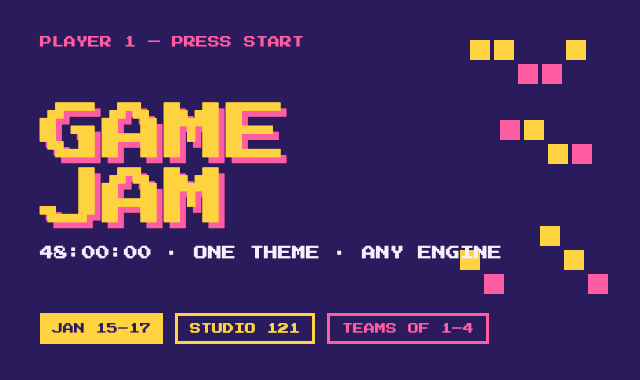 PLAYER 1 — PRESS START
GAME
JAM
48:00:00 · ONE THEME · ANY ENGINE
JAN 15–17
STUDIO 121
TEAMS OF 1–4